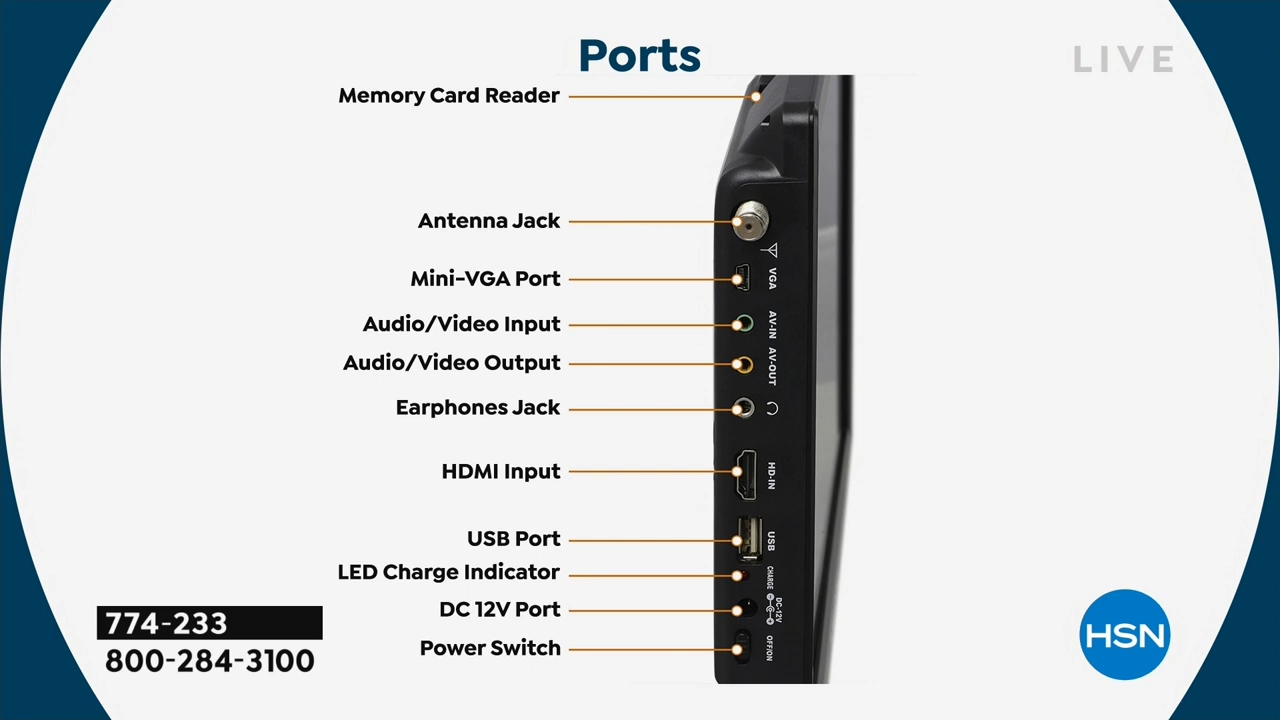 Ports
LIVE
Memory Card Reader
Antenna Jack
Mini-VGA Port
VGA
Audio/Video Input
AV-IN
Audio/Video Output
AV-OUT
Earphones Jack
HDMI Input
HD-IN
USB Port
USB
LED Charge Indicator
CHARGE
DC 12V Port
DC-12V
Power Switch
OFF/ON
774-233
800-284-3100
HSN